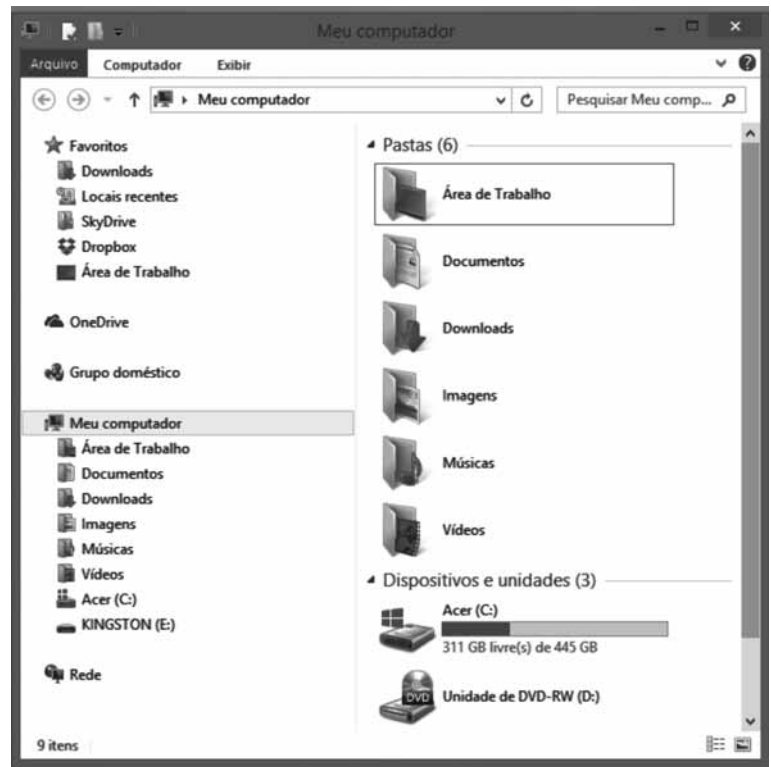 Meu computador
Arquivo Computador Exibir
Meu computador Pesquisar Meu comp...
Favoritos
Downloads
Locais recentes
SkyDrive
Dropbox
Área de Trabalho
OneDrive
Grupo doméstico
Meu computador
Área de Trabalho
Documentos
Downloads
Imagens
Músicas
Vídeos
Acer (C:)
KINGSTON (E:)
Rede
Pastas (6)
Área de Trabalho
Documentos
Downloads
Imagens
Músicas
Vídeos
Dispositivos e unidades (3)
Acer (C:)
311 GB livre(s) de 445 GB
DVD
Unidade de DVD-RW (D:)
9 itens